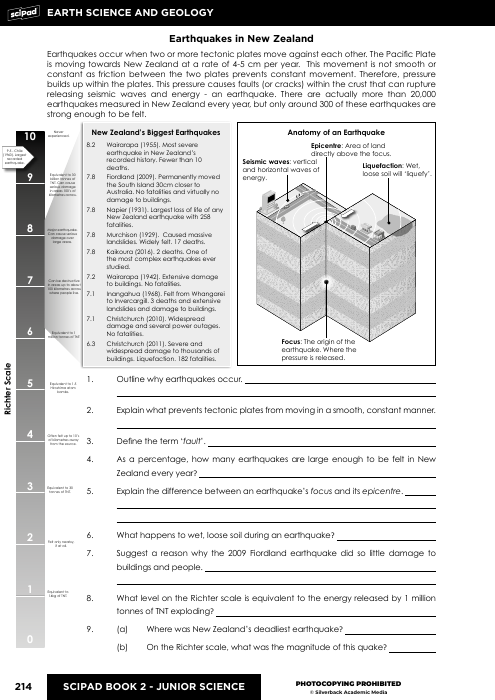 scipad EARTH SCIENCE AND GEOLOGY
Earthquakes in New Zealand
Earthquakes occur when two or more tectonic plates move against each other. The Pacific Plate
is moving towards New Zealand at a rate of 4-5 cm per year. This movement is not smooth or
constant as friction between the two plates prevents constant movement. Therefore, pressure
builds up within the plates. This pressure causes faults (or cracks) within the crust that can rupture
releasing seismic waves and energy - an earthquake. There are actually more than 20,000
earthquakes measured in New Zealand every year, but only around 300 of these earthquakes are
strong enough to be felt.
Richter Scale
10
9
8
7
6
5
4
3
2
1
0
New Zealand's Biggest Earthquakes
8.2 Wairarapa (1955). Most severe
earthquake in New Zealand's
recorded history. Fewer than 10
deaths.
7.8 Fiordland (2009). Permanently moved
the South Island 30cm closer to
Australia. No fatalities and virtually no
damage to buildings.
7.8 Napier (1931). Largest loss of life of any
New Zealand earthquake with 258
fatalities.
7.8 Murchison (1929). Caused massive
landslides. Widely felt. 17 deaths.
7.8 Kaikoura (2016). 2 deaths. One of
the most complex earthquakes ever
studied.
7.2 Wairarapa (1942). Extensive damage
to buildings. No fatalities.
7.1 Inangahua (1968). Felt from Whangarei
to Invercargill. 3 deaths and extensive
landslides and damage to buildings.
7.1 Christchurch (2010). Widespread
damage and several power outages.
No fatalities.
6.3 Christchurch (2011). Severe and
widespread damage to thousands of
buildings. Liquefaction. 182 fatalities.
Anatomy of an Earthquake
Epicentre: Area of land
directly above the focus.
Seismic waves: vertical
and horizontal waves of
energy.
Liquefaction: Wet,
loose soil will 'liquefy'.
Focus: The origin of the
earthquake. Where the
pressure is released.
1. Outline why earthquakes occur.
2. Explain what prevents tectonic plates from moving in a smooth, constant manner.
3. Define the term 'fault'.
4. As a percentage, how many earthquakes are large enough to be felt in New
Zealand every year?
5. Explain the difference between an earthquake's focus and its epicentre.
6. What happens to wet, loose soil during an earthquake?
7. Suggest a reason why the 2009 Fiordland earthquake did so little damage to
buildings and people.
8. What level on the Richter scale is equivalent to the energy released by 1 million
tonnes of TNT exploding?
9. (a) Where was New Zealand's deadliest earthquake?
(b) On the Richter scale, what was the magnitude of this quake?
214 SCIPAD BOOK 2 - JUNIOR SCIENCE
PHOTOCOPYING PROHIBITED
© Silverback Academic Media